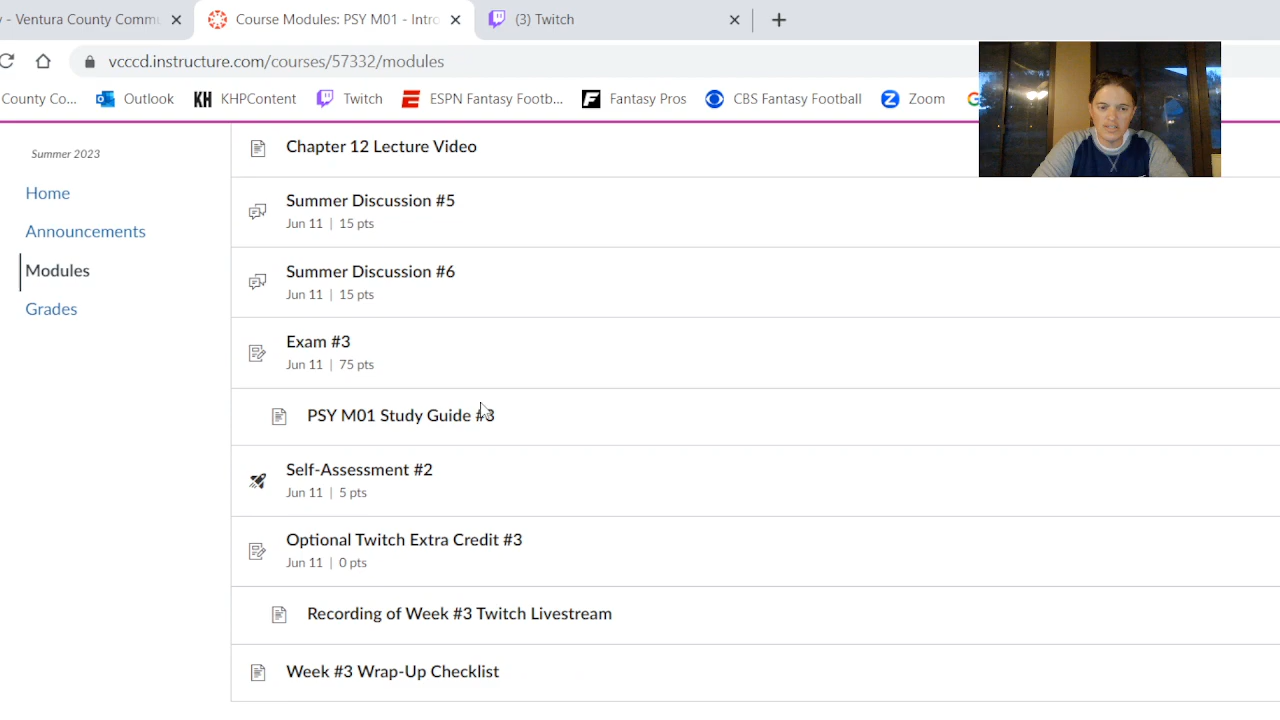 - Ventura County Commu
Course Modules: PSY M01 - Intro
(3) Twitch
vcccd.instructure.com/courses/57332/modules
County Co...
Outlook
KH
KHPContent
Twitch
ESPN Fantasy Footb...
Fantasy Pros
CBS Fantasy Football
Zoom
Summer 2023
Home
Announcements
Modules
Grades
Chapter 12 Lecture Video
Summer Discussion #5
Jun 11 | 15 pts
Summer Discussion #6
Jun 11 | 15 pts
Exam #3
Jun 11 | 75 pts
PSY M01 Study Guide #3
Self-Assessment #2
Jun 11 | 5 pts
Optional Twitch Extra Credit #3
Jun 11 | 0 pts
Recording of Week #3 Twitch Livestream
Week #3 Wrap-Up Checklist